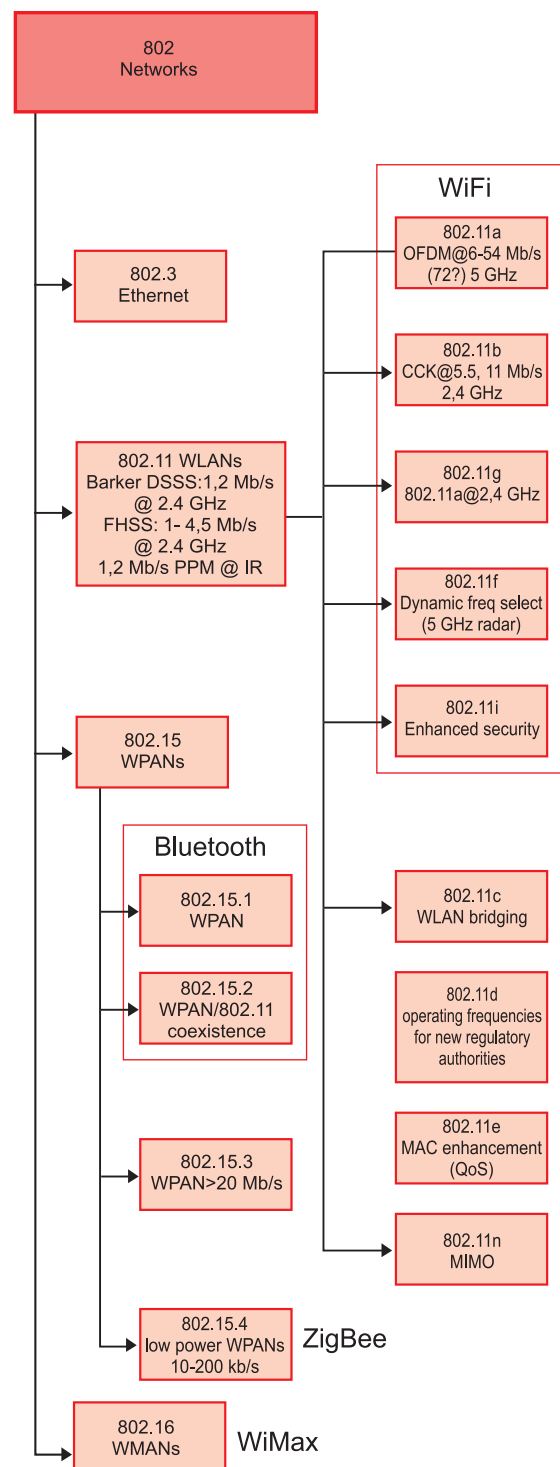 802
Networks
802.3
Ethernet
802.11 WLANs
Barker DSSS:1,2 Mb/s
@ 2.4 GHz
FHSS: 1- 4,5 Mb/s
@ 2.4 GHz
1,2 Mb/s PPM @ IR
WiFi
802.11a
OFDM@6-54 Mb/s
(72?) 5 GHz
802.11b
CCK@5.5, 11 Mb/s
2,4 GHz
802.11g
802.11a@2,4 GHz
802.11f
Dynamic freq select
(5 GHz radar)
802.11i
Enhanced security
802.11c
WLAN bridging
802.11d
operating frequencies
for new regulatory
authorities
802.11e
MAC enhancement
(QoS)
802.11n
MIMO
802.15
WPANs
Bluetooth
802.15.1
WPAN
802.15.2
WPAN/802.11
coexistence
802.15.3
WPAN>20 Mb/s
802.15.4
low power WPANs
10-200 kb/s
ZigBee
802.16
WMANs
WiMax